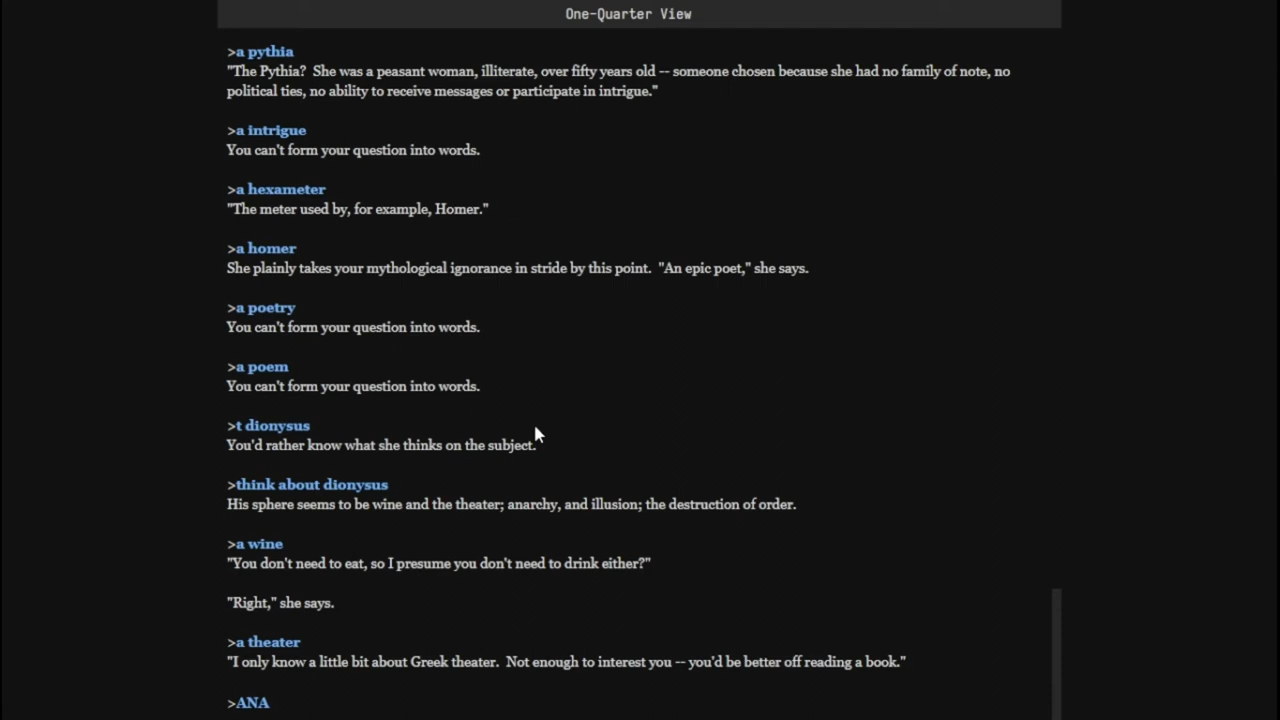 One-Quarter View
>a pythia
"The Pythia?  She was a peasant woman, illiterate, over fifty years old -- someone chosen because she had no family of note, no
political ties, no ability to receive messages or participate in intrigue."
>a intrigue
You can't form your question into words.
>a hexameter
"The meter used by, for example, Homer."
>a homer
She plainly takes your mythological ignorance in stride by this point.  "An epic poet," she says.
>a poetry
You can't form your question into words.
>a poem
You can't form your question into words.
>t dionysus
You'd rather know what she thinks on the subject.
>think about dionysus
His sphere seems to be wine and the theater; anarchy, and illusion; the destruction of order.
>a wine
"You don't need to eat, so I presume you don't need to drink either?"
"Right," she says.
>a theater
"I only know a little bit about Greek theater.  Not enough to interest you -- you'd be better off reading a book."
>ANA